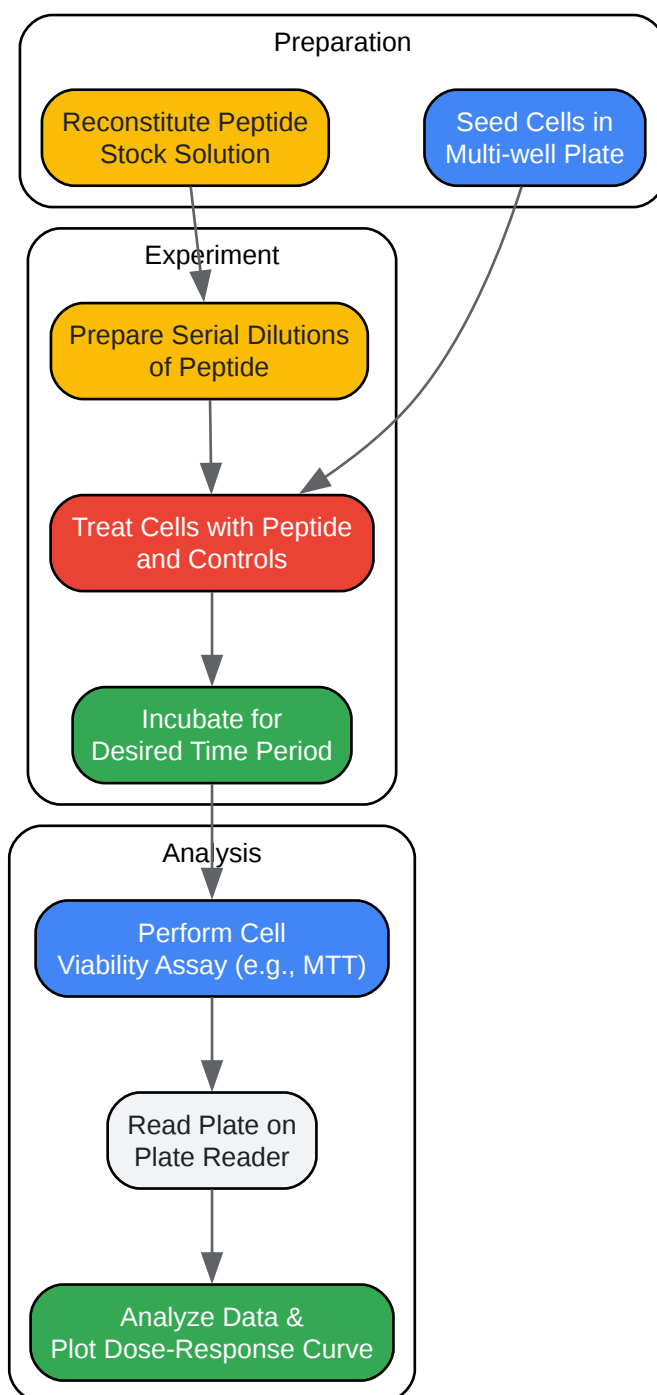 Preparation
Reconstitute Peptide
Stock Solution
Seed Cells in
Multi-well Plate
Experiment
Prepare Serial Dilutions
of Peptide
Treat Cells with Peptide
and Controls
Incubate for
Desired Time Period
Analysis
Perform Cell
Viability Assay (e.g., MTT)
Read Plate on
Plate Reader
Analyze Data &
Plot Dose-Response Curve